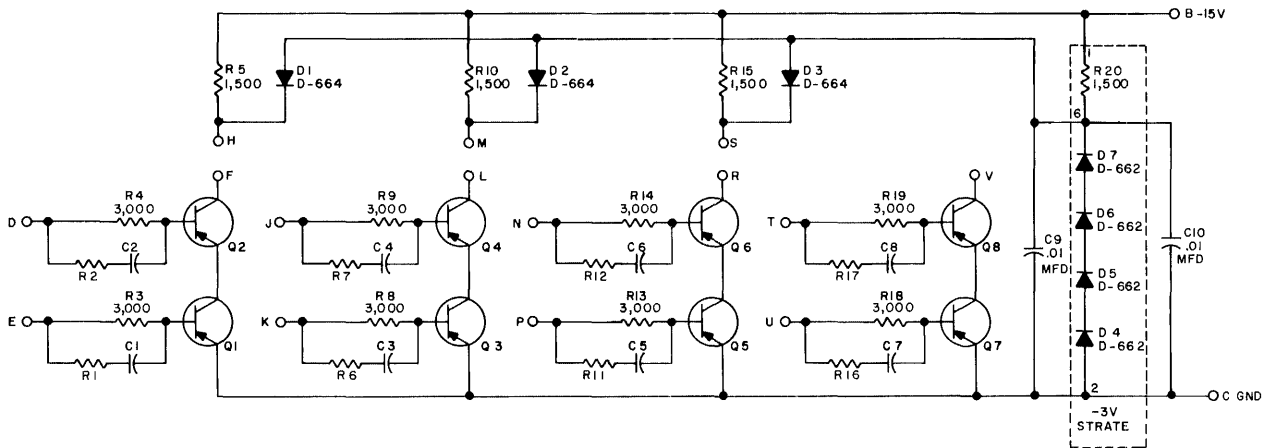 B -15V
R5
1,500
D1
D-664
R10
1,500
D2
D-664
R15
1,500
D3
D-664
1
R20
1,500
6
H
M
S
F
L
R
V
D
R4
3,000
C2
R2
Q2
J
R9
3,000
C4
R7
Q4
N
R14
3,000
C6
R12
Q6
T
R19
3,000
C8
R17
Q8
E
R3
3,000
C1
R1
Q1
K
R8
3,000
C3
R6
Q3
P
R13
3,000
C5
R11
Q5
U
R18
3,000
C7
R16
Q7
C9
.01
MFD
D7
D-662
D6
D-662
D5
D-662
D4
D-662
C10
.01
MFD
2
C GND
-3V
STRATE